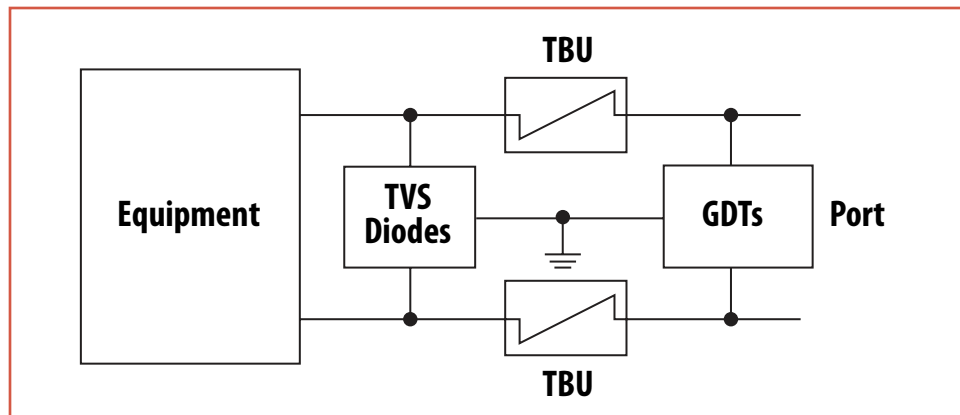 TBU
Equipment
TVS
Diodes
GDTs
Port
TBU